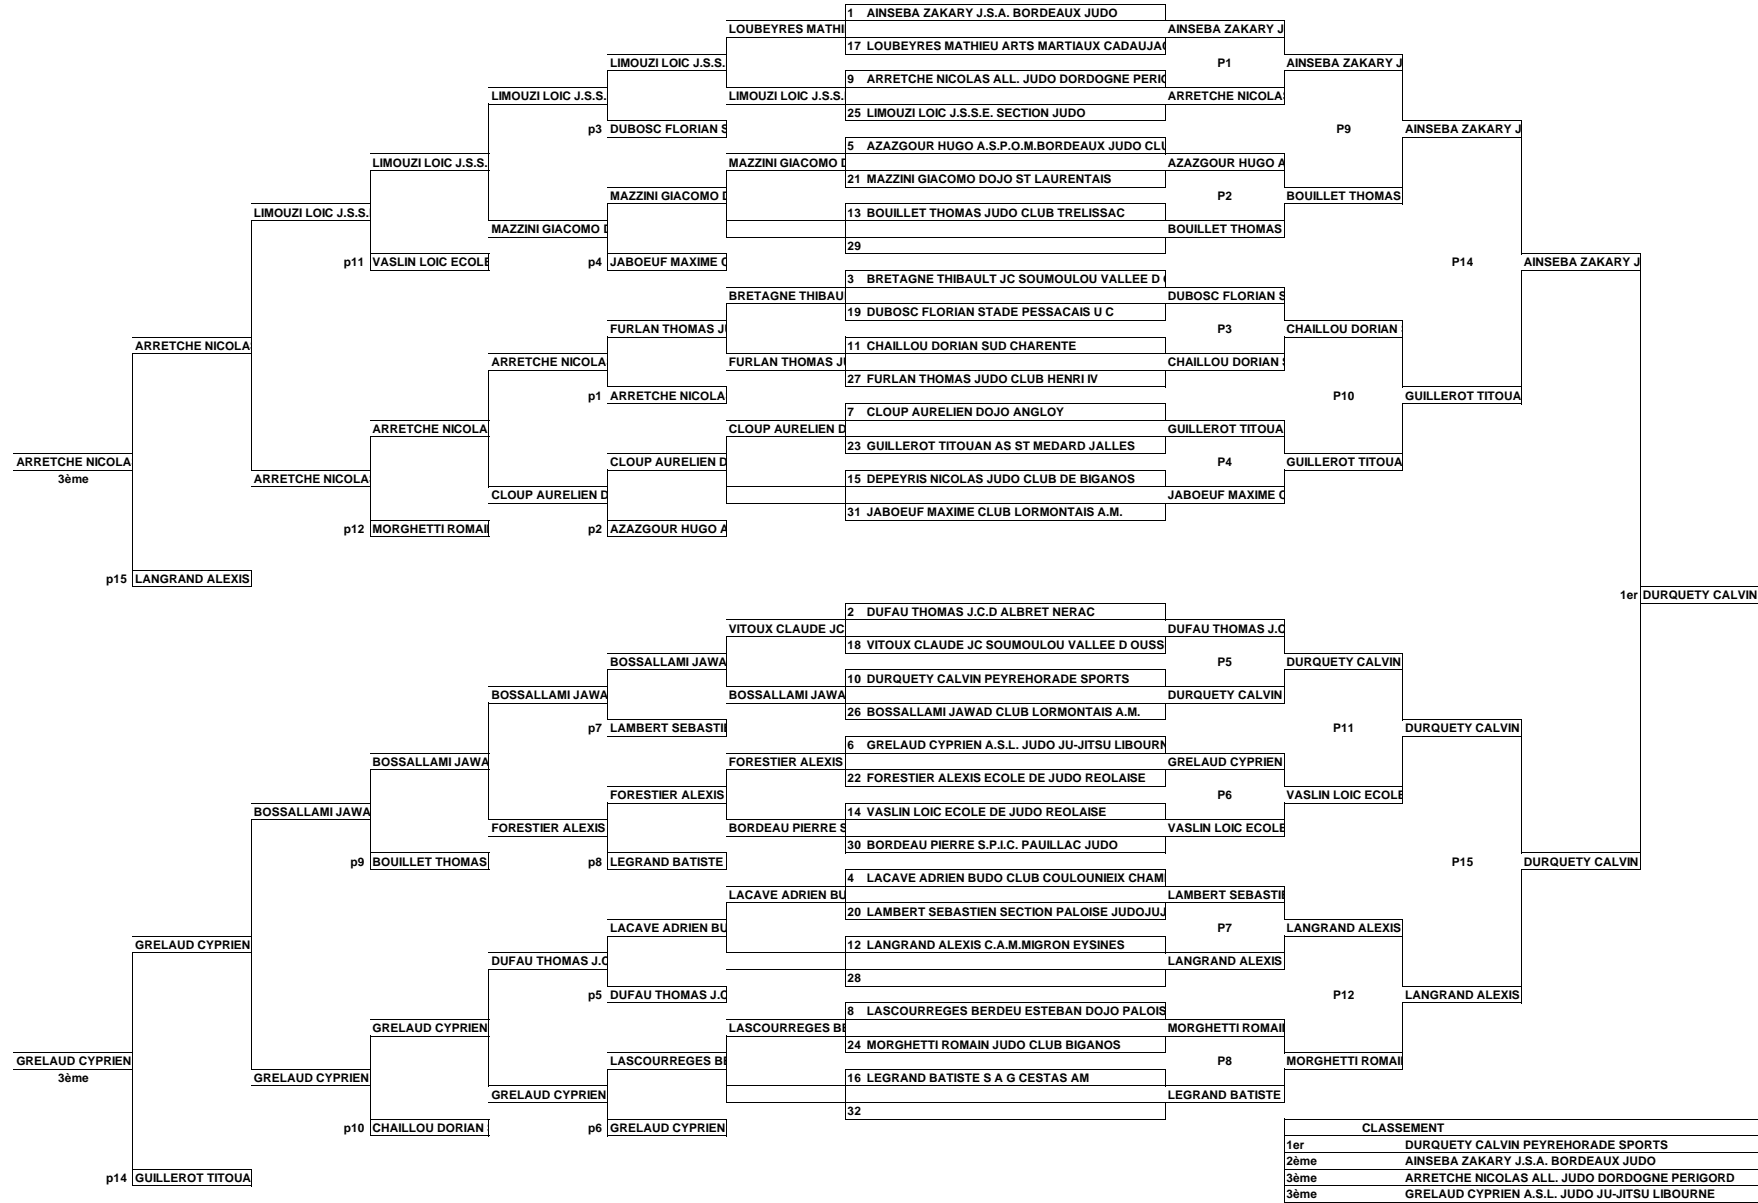 1 AINSEBA ZAKARY J.S.A. BORDEAUX JUDO
LOUBEYRES MATHI AINSEBA ZAKARY J
17 LOUBEYRES MATHIEU ARTS MARTIAUX CADAUJA
LIMOUZI LOIC J.S.S. P1 AINSEBA ZAKARY J
9 ARRETCHE NICOLAS ALL. JUDO DORDOGNE PERI
LIMOUZI LOIC J.S.S. LIMOUZI LOIC J.S.S. ARRETCHE NICOLA
25 LIMOUZI LOIC J.S.S.E. SECTION JUDO
p3 DUBOSC FLORIAN S P9 AINSEBA ZAKARY J
5 AZAZGOUR HUGO A.S.P.O.M.BORDEAUX JUDO CLU
LIMOUZI LOIC J.S.S. MAZZINI GIACOMO D AZAZGOUR HUGO A
21 MAZZINI GIACOMO DOJO ST LAURENTAIS
MAZZINI GIACOMO D P2 BOUILLET THOMAS
LIMOUZI LOIC J.S.S. 13 BOUILLET THOMAS JUDO CLUB TRELISSAC
MAZZINI GIACOMO D BOUILLET THOMAS
29
p11 VASLIN LOIC ECOLE p4 JABOEUF MAXIME C P14 AINSEBA ZAKARY J
3 BRETAGNE THIBAULT JC SOUMOULOU VALLEE D
BRETAGNE THIBAU DUBOSC FLORIAN S
19 DUBOSC FLORIAN STADE PESSACAIS U C
FURLAN THOMAS J P3 CHAILLOU DORIAN
ARRETCHE NICOLA 11 CHAILLOU DORIAN SUD CHARENTE
ARRETCHE NICOLA FURLAN THOMAS J CHAILLOU DORIAN
27 FURLAN THOMAS JUDO CLUB HENRI IV
p1 ARRETCHE NICOLA P10 GUILLEROT TITOUA
7 CLOUP AURELIEN DOJO ANGLOY
ARRETCHE NICOLA CLOUP AURELIEN D GUILLEROT TITOUA
23 GUILLEROT TITOUAN AS ST MEDARD JALLES
ARRETCHE NICOLA CLOUP AURELIEN D P4 GUILLEROT TITOUA
3ème ARRETCHE NICOLA 15 DEPEYRIS NICOLAS JUDO CLUB DE BIGANOS
CLOUP AURELIEN D JABOEUF MAXIME C
31 JABOEUF MAXIME CLUB LORMONTAIS A.M.
p12 MORGHETTI ROMAI p2 AZAZGOUR HUGO A
p15 LANGRAND ALEXIS
1er DURQUETY CALVIN
2 DUFAU THOMAS J.C.D ALBRET NERAC
VITOUX CLAUDE JC DUFAU THOMAS J.C
18 VITOUX CLAUDE JC SOUMOULOU VALLEE D OUSS
BOSSALLAMI JAWA P5 DURQUETY CALVIN
10 DURQUETY CALVIN PEYREHORADE SPORTS
BOSSALLAMI JAWA BOSSALLAMI JAWA DURQUETY CALVIN
26 BOSSALLAMI JAWAD CLUB LORMONTAIS A.M.
p7 LAMBERT SEBASTI P11 DURQUETY CALVIN
6 GRELAUD CYPRIEN A.S.L. JUDO JU-JITSU LIBOURN
BOSSALLAMI JAWA FORESTIER ALEXIS GRELAUD CYPRIEN
22 FORESTIER ALEXIS ECOLE DE JUDO REOLAISE
FORESTIER ALEXIS P6 VASLIN LOIC ECOLE
BOSSALLAMI JAWA 14 VASLIN LOIC ECOLE DE JUDO REOLAISE
FORESTIER ALEXIS BORDEAU PIERRE S VASLIN LOIC ECOLE
30 BORDEAU PIERRE S.P.I.C. PAUILLAC JUDO
p9 BOUILLET THOMAS p8 LEGRAND BATISTE P15 DURQUETY CALVIN
4 LACAVE ADRIEN BUDO CLUB COULOUNIEIX CHAM
LACAVE ADRIEN BU LAMBERT SEBASTI
20 LAMBERT SEBASTIEN SECTION PALOISE JUDOJUJ
LACAVE ADRIEN BU P7 LANGRAND ALEXIS
GRELAUD CYPRIEN 12 LANGRAND ALEXIS C.A.M.MIGRON EYSINES
DUFAU THOMAS J.C LANGRAND ALEXIS
28
p5 DUFAU THOMAS J.C P12 LANGRAND ALEXIS
8 LASCOURREGES BERDEU ESTEBAN DOJO PALOIS
GRELAUD CYPRIEN LASCOURREGES BE MORGHETTI ROMAI
24 MORGHETTI ROMAIN JUDO CLUB BIGANOS
GRELAUD CYPRIEN LASCOURREGES BE P8 MORGHETTI ROMAI
3ème GRELAUD CYPRIEN 16 LEGRAND BATISTE S A G CESTAS AM
GRELAUD CYPRIEN LEGRAND BATISTE
32
p10 CHAILLOU DORIAN p6 GRELAUD CYPRIEN CLASSEMENT
1er DURQUETY CALVIN PEYREHORADE SPORTS
2ème AINSEBA ZAKARY J.S.A. BORDEAUX JUDO
p14 GUILLEROT TITOUA 3ème ARRETCHE NICOLAS ALL. JUDO DORDOGNE PERIGORD
3ème GRELAUD CYPRIEN A.S.L. JUDO JU-JITSU LIBOURNE